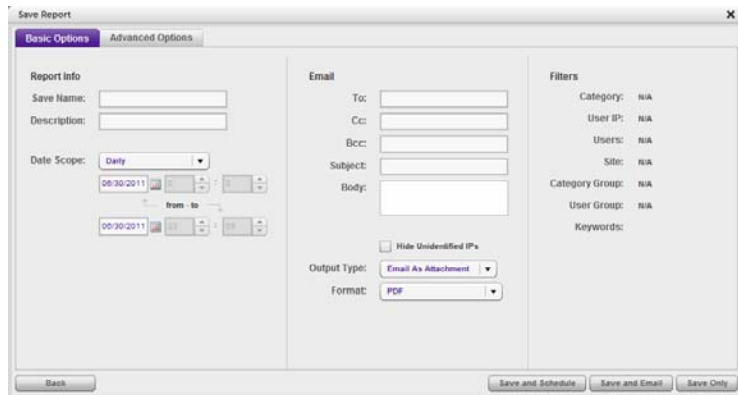 Save Report
Basic Options
Advanced Options
Report Info
Save Name:
Description:
Date Scope:
Daily
06/30/2011
:
from - to
06/30/2011
:
Email
To:
Cc:
Bcc:
Subject:
Body:
Hide Unidentified IPs
Output Type:
Email As Attachment
Format:
PDF
Filters
Category: N/A
User IP: N/A
Users: N/A
Site: N/A
Category Group: N/A
User Group: N/A
Keywords:
Back
Save and Schedule
Save and Email
Save Only